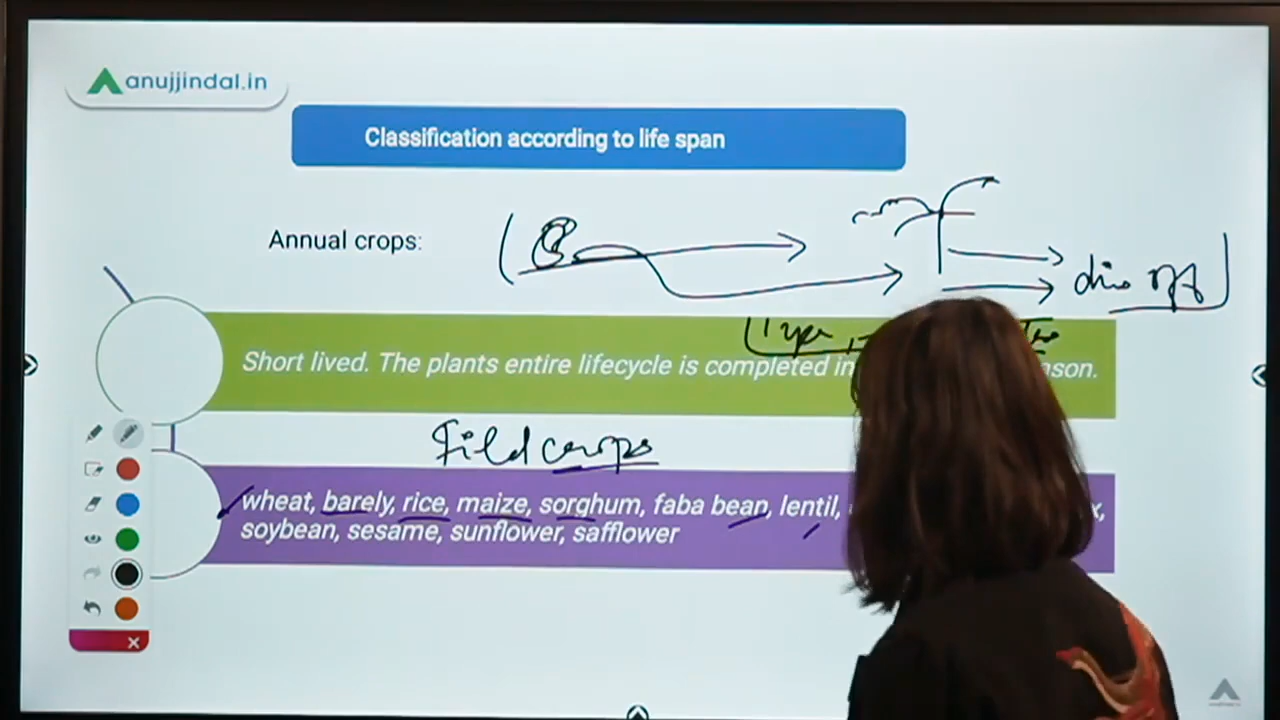 anujjindal.in
Classification according to life span
Annual crops:
dies off
Short lived. The plants entire lifecycle is completed in ason.
Field crops
wheat, barely, rice, maize, sorghum, faba bean, lentil,
soybean, sesame, sunflower, safflower